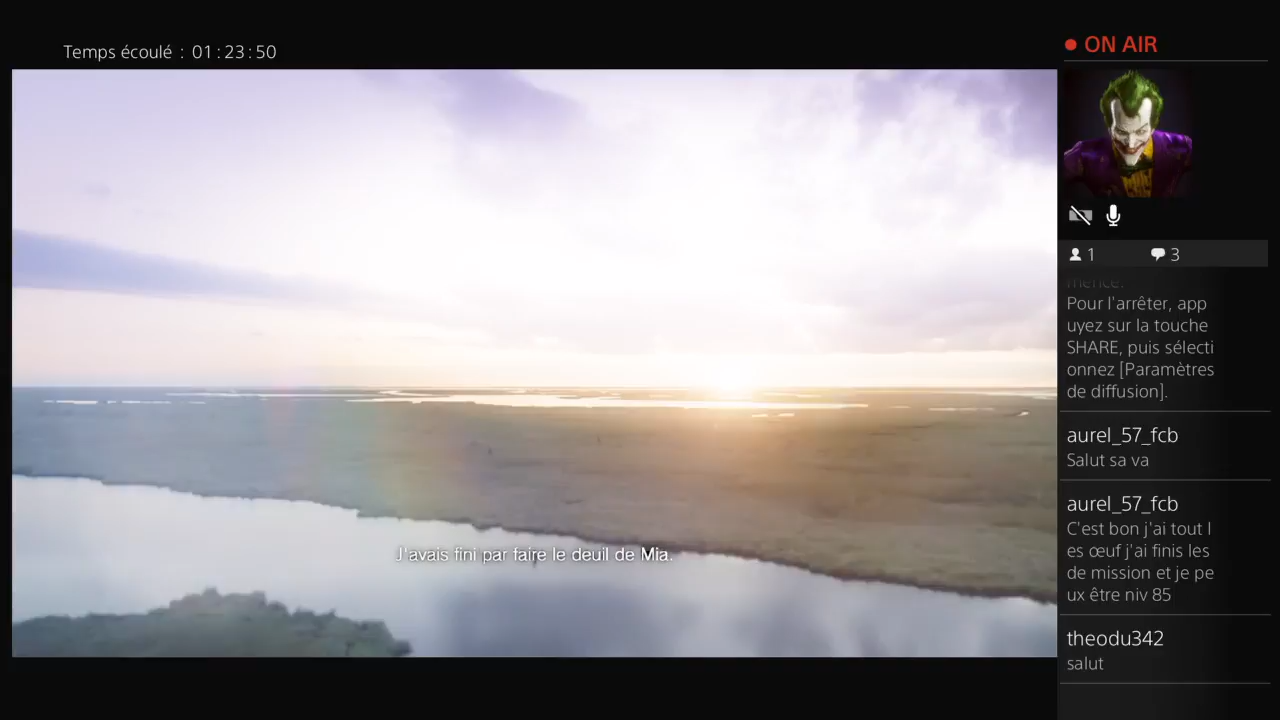 Temps écoulé : 01:23:50
ON AIR
1
3
mence.
Pour l'arrêter, app
uyez sur la touche
SHARE, puis sélecti
onnez [Paramètres
de diffusion].
aurel_57_fcb
Salut sa va
aurel_57_fcb
C'est bon j'ai tout l
es œuf j'ai finis les
de mission et je pe
ux être niv 85
theodu342
salut
J'avais fini par faire le deuil de Mia.